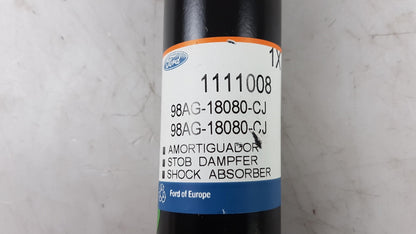 Ford
1X
1111008
98AG-18080-CJ
98AG-18080-CJ
AMORTIGUADOR
STOB DAMPFER
SHOCK ABSORBER
Ford of Europe